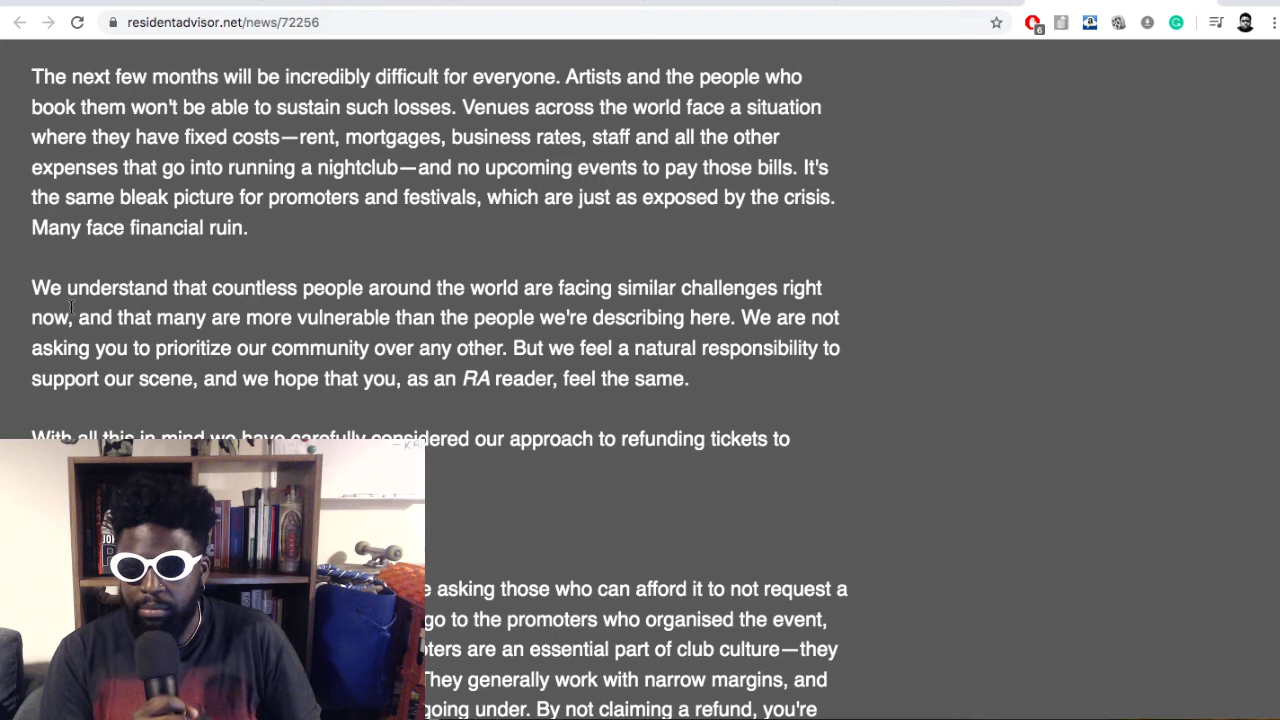 residentadvisor.net/news/72256
6
The next few months will be incredibly difficult for everyone. Artists and the people who
book them won't be able to sustain such losses. Venues across the world face a situation
where they have fixed costs—rent, mortgages, business rates, staff and all the other
expenses that go into running a nightclub—and no upcoming events to pay those bills. It's
the same bleak picture for promoters and festivals, which are just as exposed by the crisis.
Many face financial ruin.
We understand that countless people around the world are facing similar challenges right
now, and that many are more vulnerable than the people we're describing here. We are not
asking you to prioritize our community over any other. But we feel a natural responsibility to
support our scene, and we hope that you, as an RA reader, feel the same.
With all this in mind we have carefully considered our approach to refunding tickets to
asking those who can afford it to not request a
go to the promoters who organised the event,
are an essential part of club culture—they
They generally work with narrow margins, and
going under. By not claiming a refund, you're